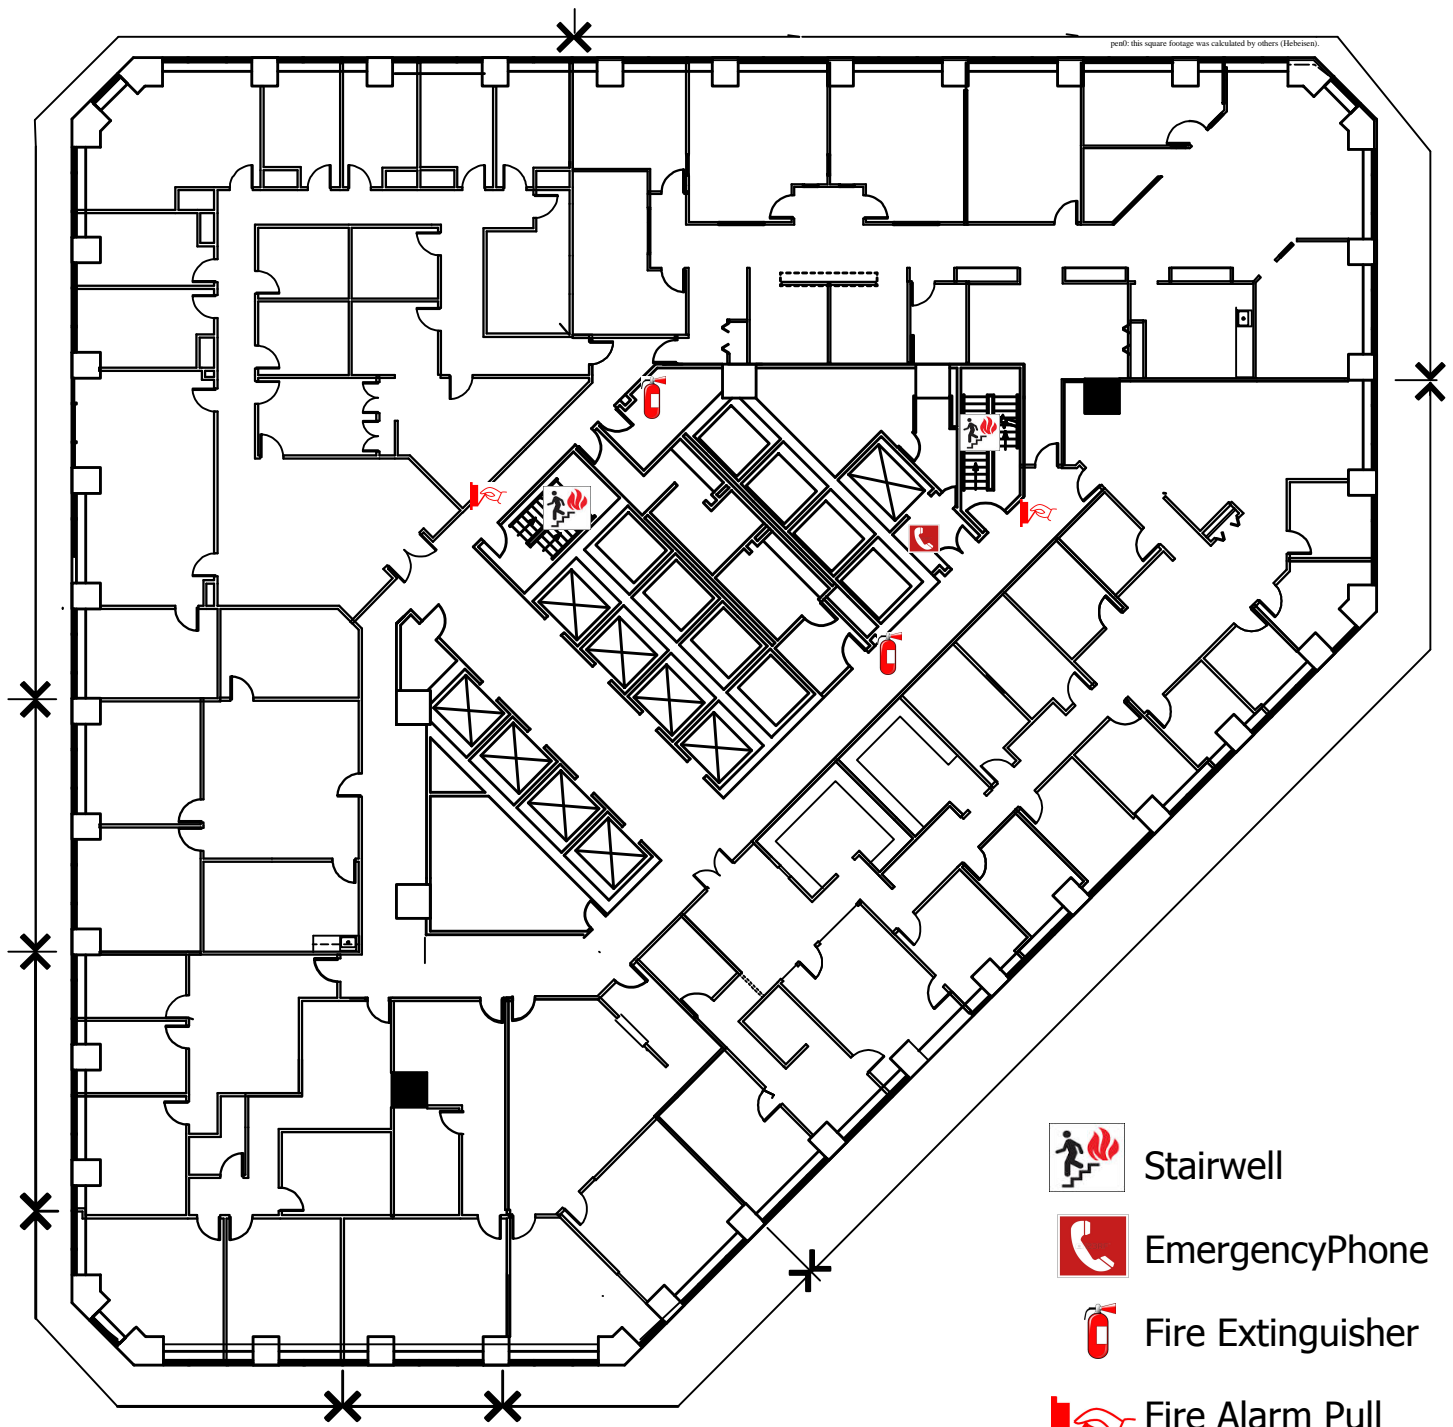 pen0: this square footage was calculated by others (Hebeisen).
Stairwell
EmergencyPhone
Fire Extinguisher
Fire Alarm Pull